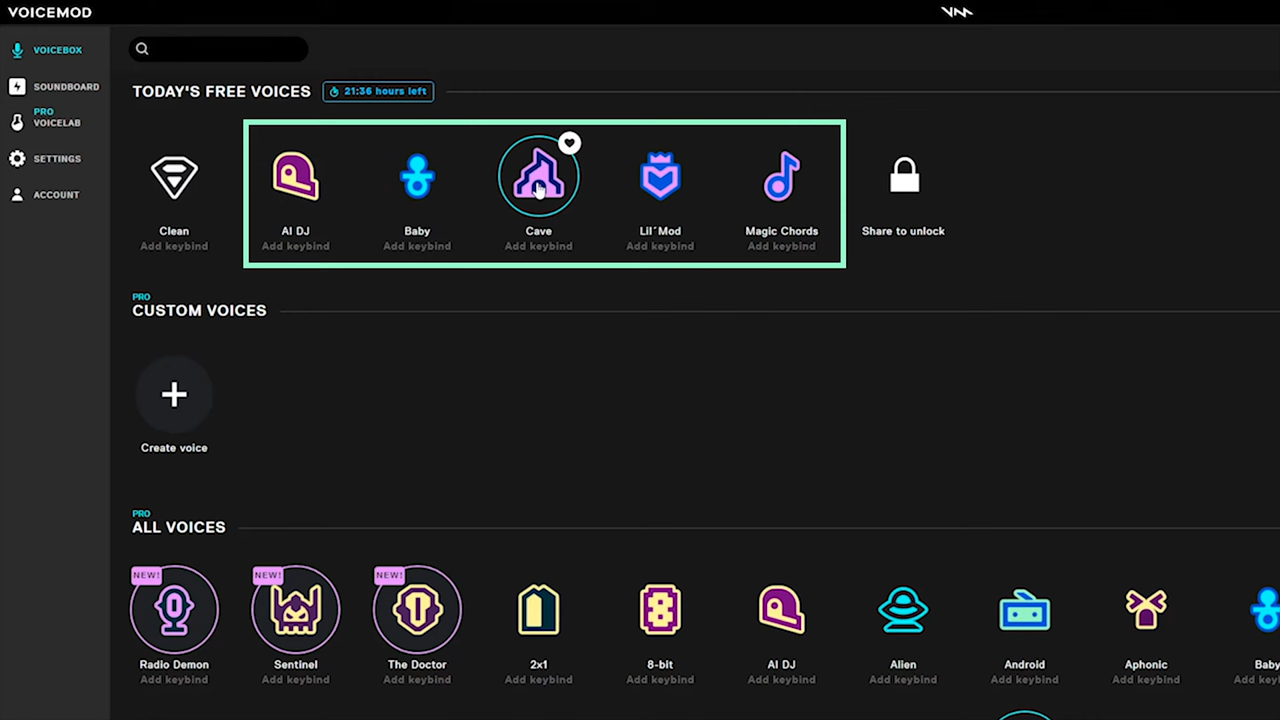 VOICEMOD
VOICEBOX
SOUNDBOARD
PRO
VOICELAB
SETTINGS
ACCOUNT
TODAY'S FREE VOICES
21:36 hours left
Clean
Add keybind
AI DJ
Add keybind
Baby
Add keybind
Cave
Add keybind
Lil´Mod
Add keybind
Magic Chords
Add keybind
Share to unlock
PRO
CUSTOM VOICES
Create voice
PRO
ALL VOICES
NEW!
Radio Demon
Add keybind
NEW!
Sentinel
Add keybind
NEW!
The Doctor
Add keybind
2x1
Add keybind
8-bit
Add keybind
AI DJ
Add keybind
Alien
Add keybind
Android
Add keybind
Aphonic
Add keybind
Baby
Add keyb